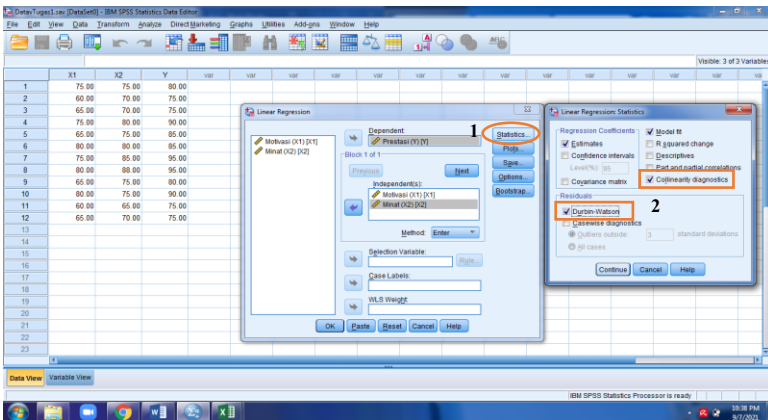 DatavTugas1.sav [DataSet0] - IBM SPSS Statistics Data Editor
File Edit View Data Transform Analyze Direct Marketing Graphs Utilities Add-ons Window Help
Visible: 3 of 3 Variables
X1 X2 Y var var var var var var var var var var var var var
1 75.00 75.00 80.00
2 60.00 70.00 75.00
3 65.00 70.00 75.00
4 75.00 80.00 90.00
5 65.00 75.00 85.00
6 80.00 80.00 85.00
7 75.00 85.00 95.00
8 80.00 88.00 95.00
9 65.00 75.00 80.00
10 80.00 75.00 90.00
11 60.00 65.00 75.00
12 65.00 70.00 75.00
13
14
15
16
17
18
19
20
21
22
23
Linear Regression
Motivasi (X1) [X1]
Minat (X2) [X2]
Dependent:
Prestasi (Y) [Y]
1
Statistics...
Plots...
Save...
Options...
Bootstrap...
Block 1 of 1
Previous
Next
Independent(s):
Motivasi (X1) [X1]
Minat (X2) [X2]
Method: Enter
Selection Variable:
Rule...
Case Labels:
WLS Weight:
OK Paste Reset Cancel Help
Linear Regression: Statistics
Regression Coefficients
Estimates
Confidence intervals
Level(%): 95
Covariance matrix
Model fit
R squared change
Descriptives
Part and partial correlations
Collinearity diagnostics
Residuals
Durbin-Watson
2
Casewise diagnostics
Outliers outside: 3 standard deviations
All cases
Continue Cancel Help
Data View Variable View
IBM SPSS Statistics Processor is ready
10:38 PM
9/7/2021